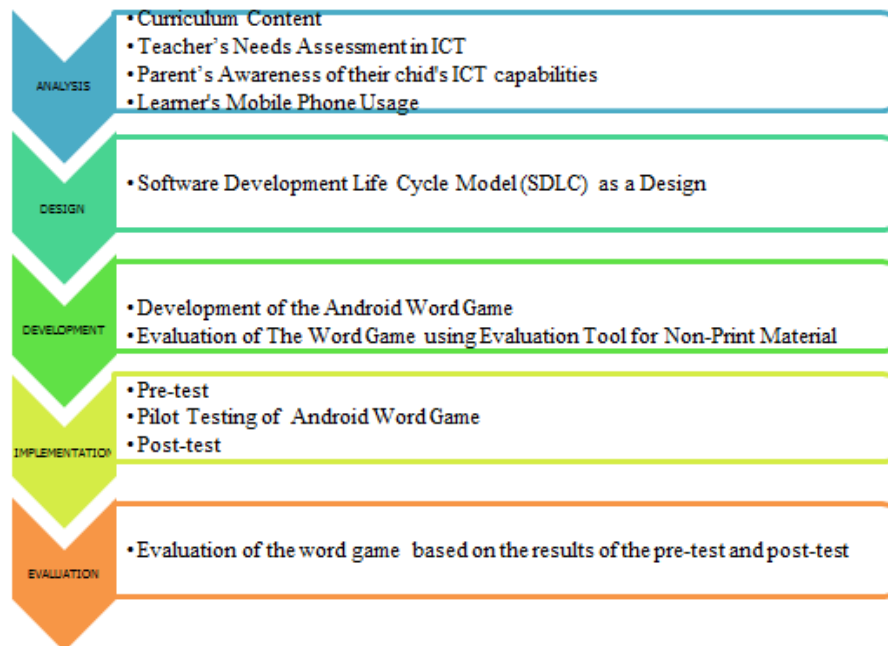 ANALYSIS
•Curriculum Content
•Teacher's Needs Assessment in ICT
•Parent's Awareness of their chid's ICT capabilities
•Learner's Mobile Phone Usage
DESIGN
•Software Development Life Cycle Model (SDLC) as a Design
DEVELOPMENT
•Development of the Android Word Game
•Evaluation of The Word Game using Evaluation Tool for Non-Print Material
IMPLEMENTATION
•Pre-test
•Pilot Testing of Android Word Game
•Post-test
EVALUATION
•Evaluation of the word game based on the results of the pre-test and post-test